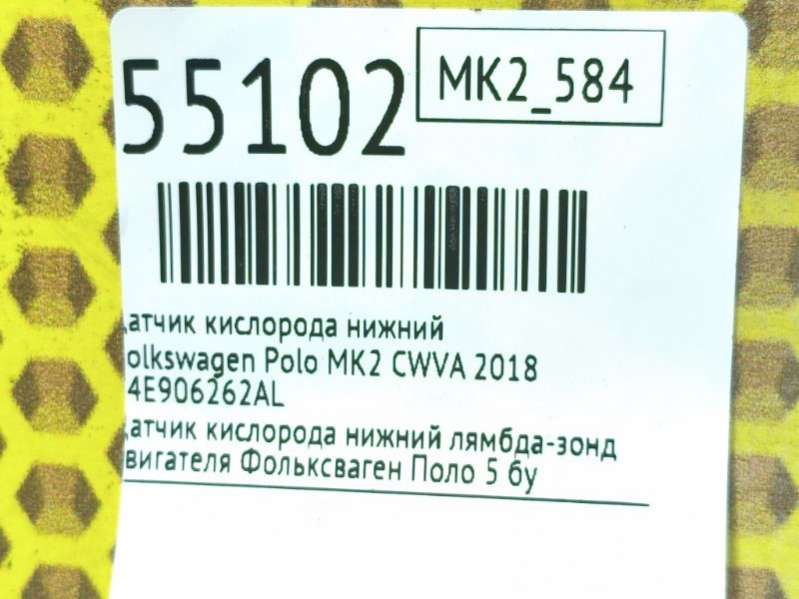 55102
MK2_584
атчик кислорода нижний
olkswagen Polo MK2 CWVA 2018
4E906262AL
атчик кислорода нижний лямбда-зонд
вигателя Фольксваген Поло 5 бу